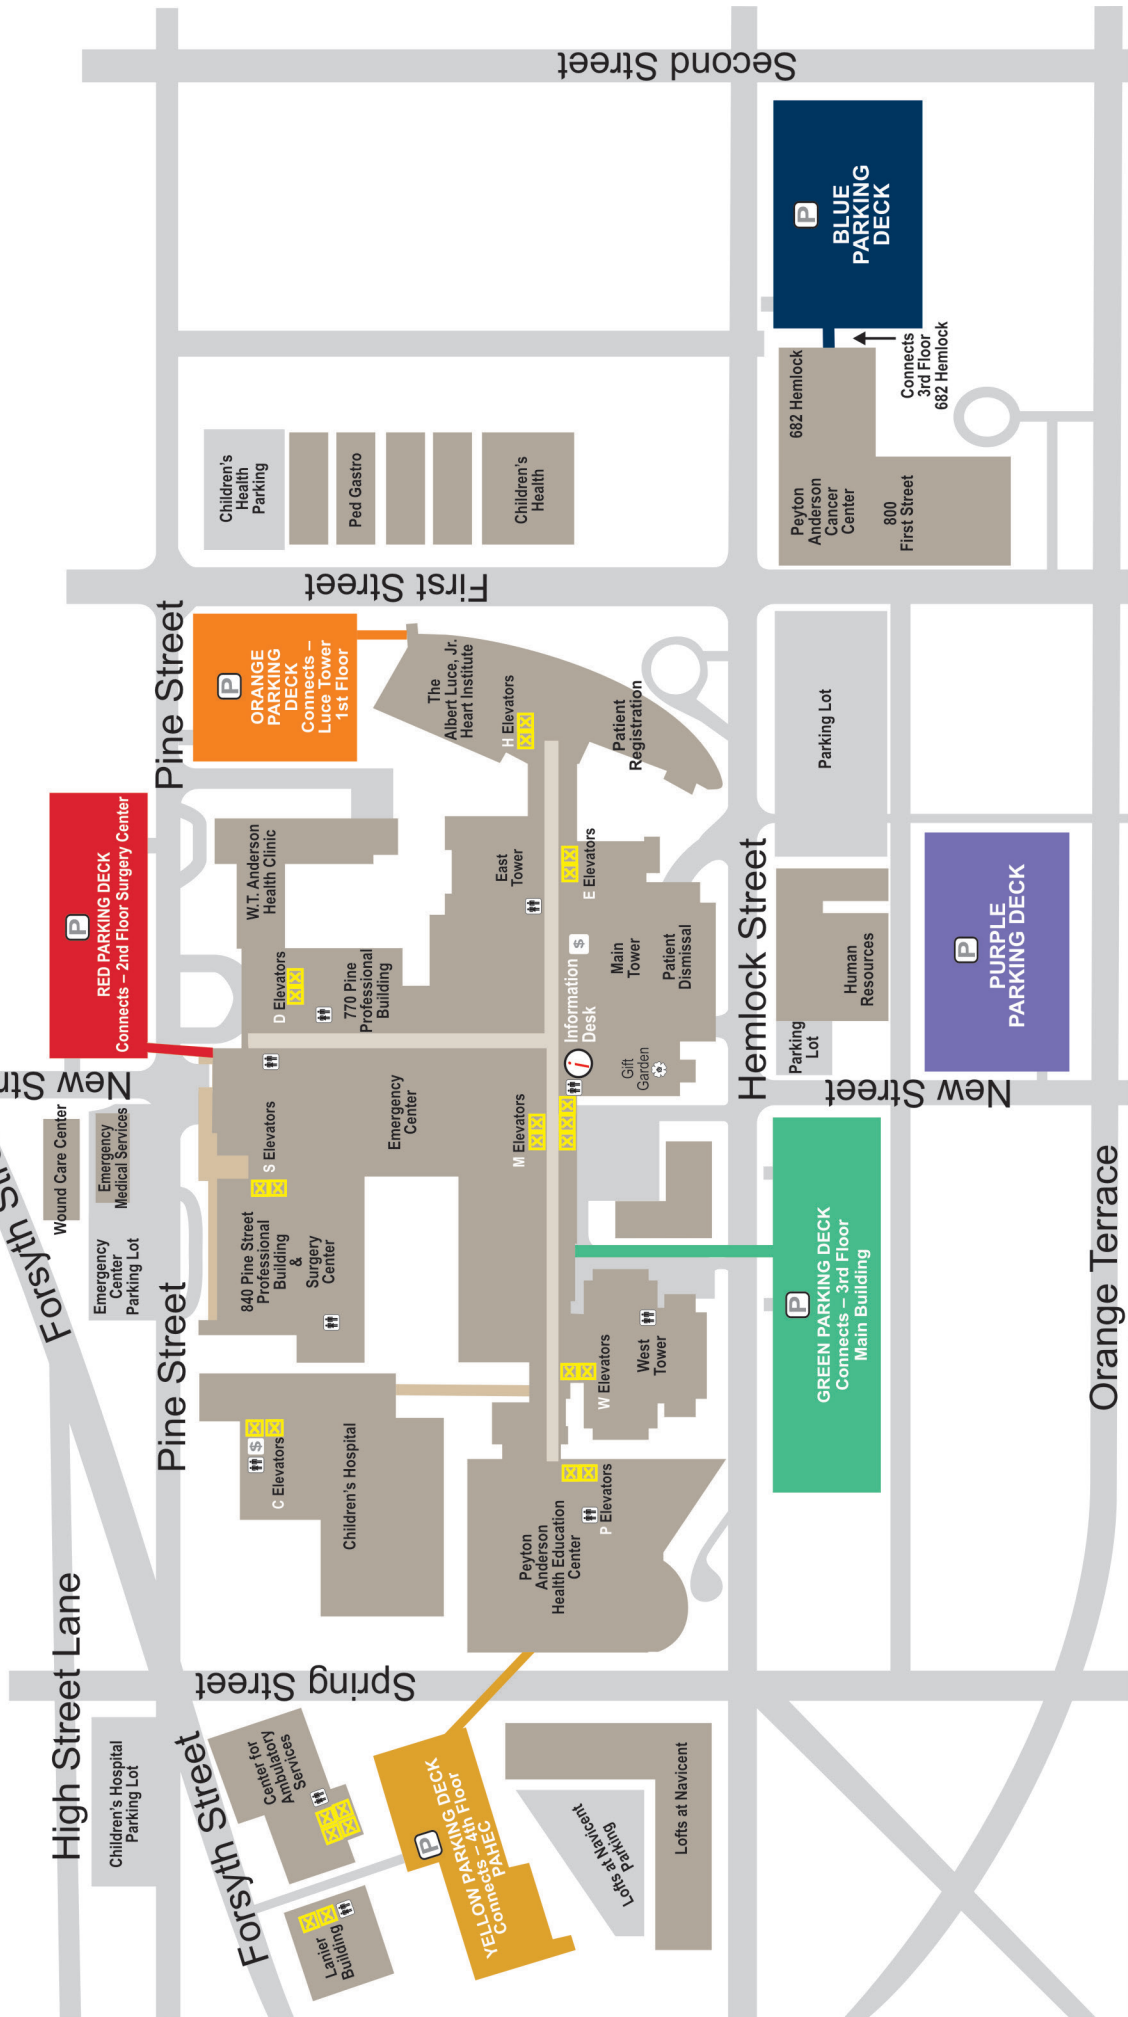 High Street Lane
Children's Hospital
Parking Lot
Forsyth Street
Center for
Ambulatory
Services
Lanier
Building
P
YELLOW PARKING DECK
Connects – 4th Floor
PAHEC
Lofts at Navicent
Parking
Lofts at Navicent
Spring Street
Pine Street
C Elevators
$
Children's Hospital
Peyton
Anderson
Health Education
Center
P Elevators
W Elevators
West
Tower
P
GREEN PARKING DECK
Connects – 3rd Floor
Main Building
Orange Terrace
Wound Care Center
Emergency
Medical Services
Emergency
Center
Parking Lot
840 Pine Street
Professional
Building
&
Surgery
Center
S Elevators
Emergency
Center
M Elevators
New Street
Hemlock Street
P
RED PARKING DECK
Connects – 2nd Floor Surgery Center
Pine Street
W.T. Anderson
Health Clinic
D Elevators
770 Pine
Professional
Building
East
Tower
E Elevators
i
Information
Desk
$
Main
Tower
Patient
Dismissal
Gift
Garden
Parking
Lot
Human
Resources
P
PURPLE
PARKING DECK
P
ORANGE
PARKING
DECK
Connects –
Luce Tower
1st Floor
The
Albert Luce, Jr.
Heart Institute
H Elevators
Patient
Registration
Parking Lot
First Street
Children's
Health
Parking
Ped Gastro
Children's
Health
682 Hemlock
Peyton
Anderson
Cancer
Center
800
First Street
Connects
3rd Floor
682 Hemlock
P
BLUE
PARKING
DECK
Second Street
New Str
Forsyth Str